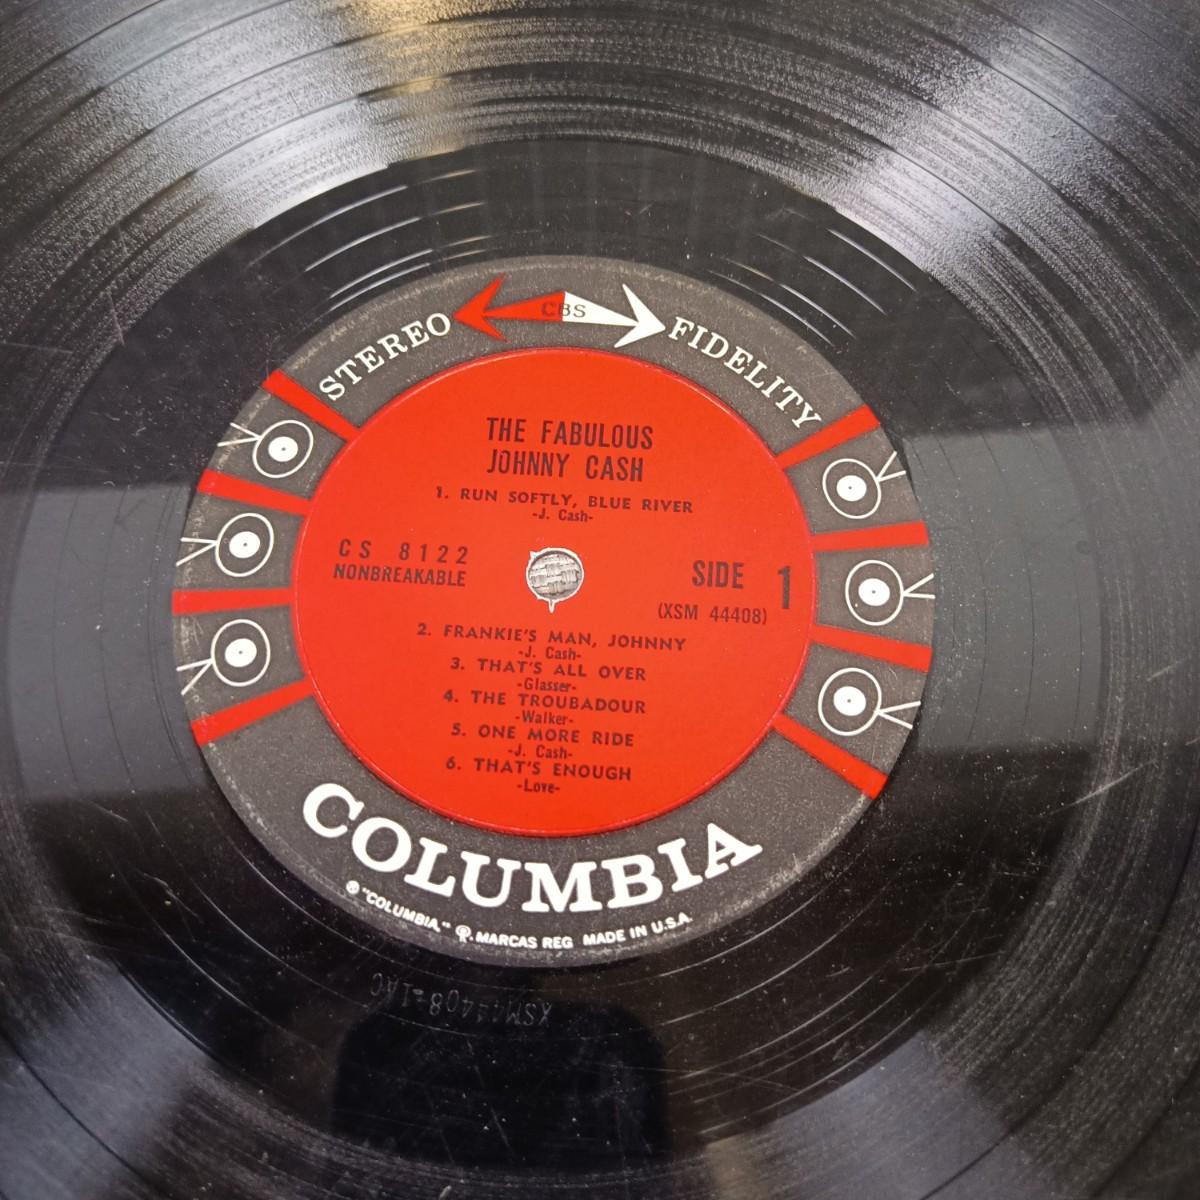 STEREO CBS FIDELITY
THE FABULOUS
JOHNNY CASH
1. RUN SOFTLY, BLUE RIVER
-J. Cash-
CS 8122
NONBREAKABLE
SIDE 1
(XSM 44408)
2. FRANKIE'S MAN, JOHNNY
-J. Cash-
3. THAT'S ALL OVER
-Glasser-
4. THE TROUBADOUR
-Walker-
5. ONE MORE RIDE
-J. Cash-
6. THAT'S ENOUGH
-Love-
COLUMBIA
® "COLUMBIA," MARCAS REG MADE IN U.S.A.
XSM44408-1AC